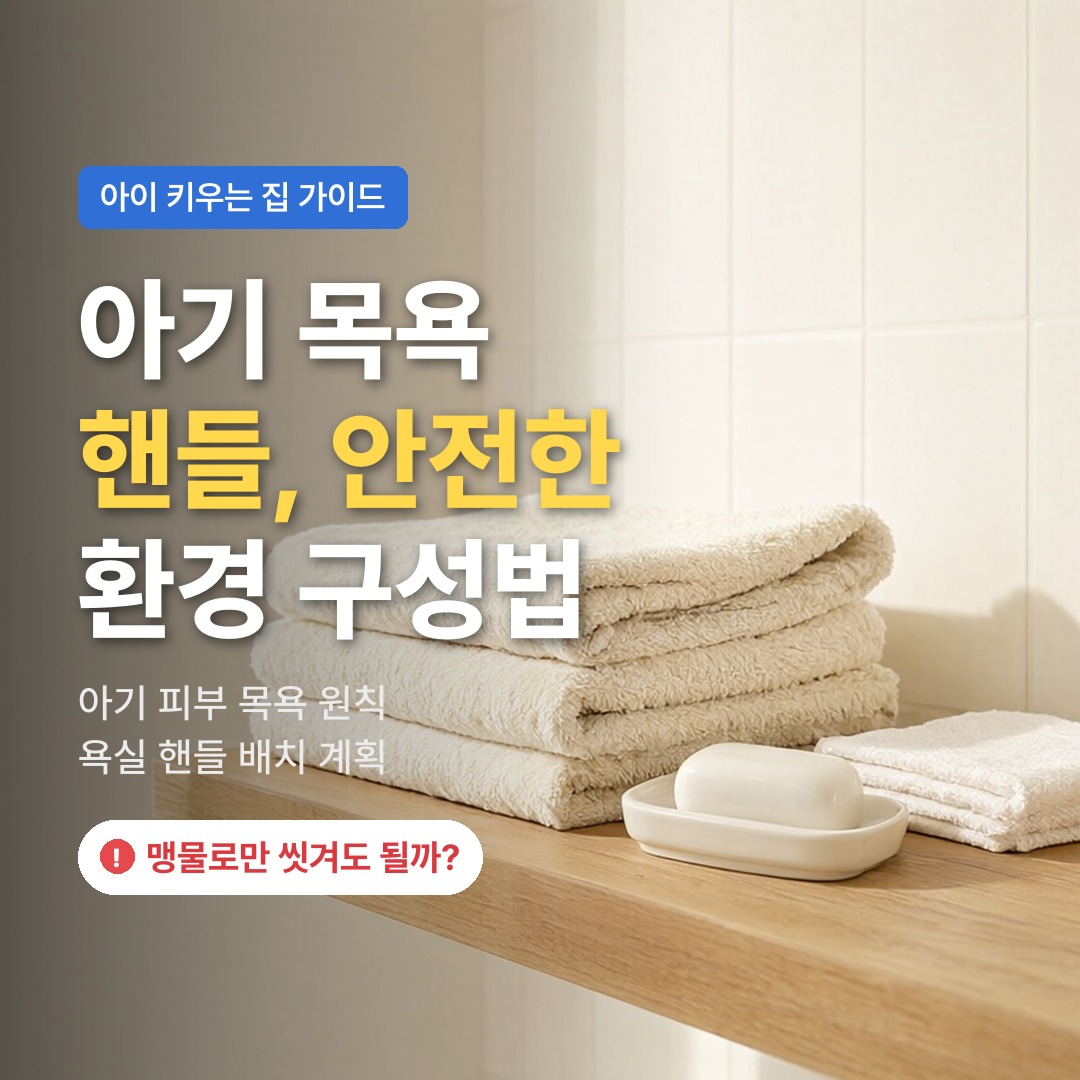 아이 키우는 집 가이드
아기 목욕
핸들, 안전한
환경 구성법
아기 피부 목욕 원칙
욕실 핸들 배치 계획
! 맹물로만 씻겨도 될까?